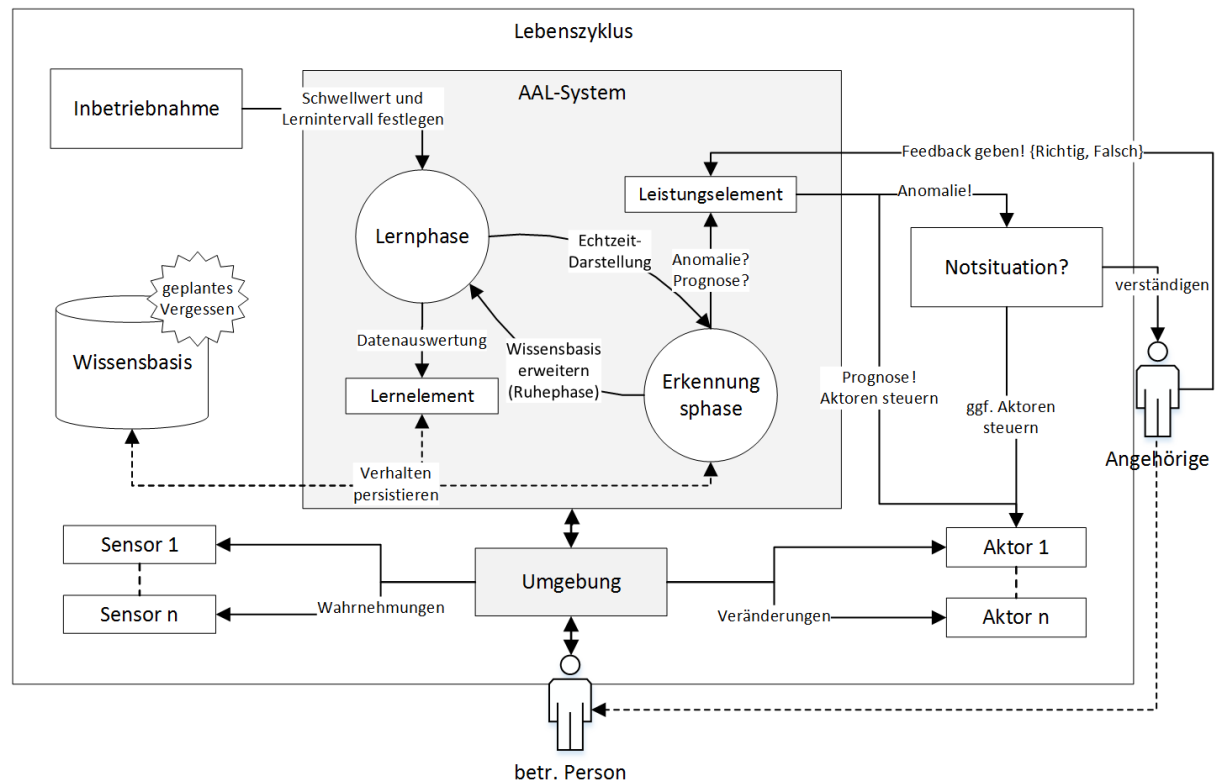 Lebenszyklus
Inbetriebnahme
Schwellwert und
Lernintervall festlegen
AAL-System
Feedback geben! {Richtig, Falsch}
Leistungselement
Anomalie!
Lernphase
Echtzeit-
Darstellung
Anomalie?
Prognose?
Notsituation?
verständigen
geplantes
Vergessen
Wissensbasis
Datenauswertung
Wissensbasis
erweitern
(Ruhephase)
Erkennung
sphase
Lernelement
Prognose!
Aktoren steuern
ggf. Aktoren
steuern
Angehörige
Verhalten
persistieren
Sensor 1
Sensor n
Wahrnehmungen
Umgebung
Veränderungen
Aktor 1
Aktor n
betr. Person